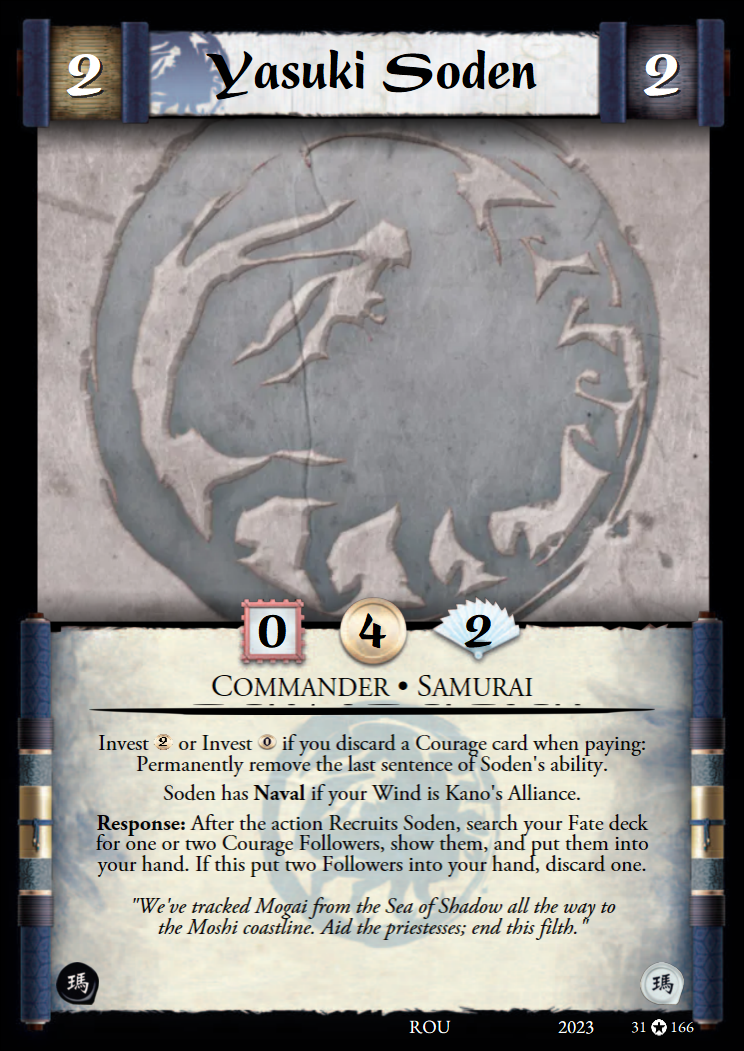 2 Yasuki Soden 2
0 4 2
COMMANDER • SAMURAI
Invest 2 or Invest 0 if you discard a Courage card when paying:
Permanently remove the last sentence of Soden's ability.
Soden has Naval if your Wind is Kano's Alliance.
Response: After the action Recruits Soden, search your Fate deck
for one or two Courage Followers, show them, and put them into
your hand. If this put two Followers into your hand, discard one.
"We've tracked Mogai from the Sea of Shadow all the way to
the Moshi coastline. Aid the priestesses; end this filth."
瑪 瑪
ROU 2023 31 ★ 166